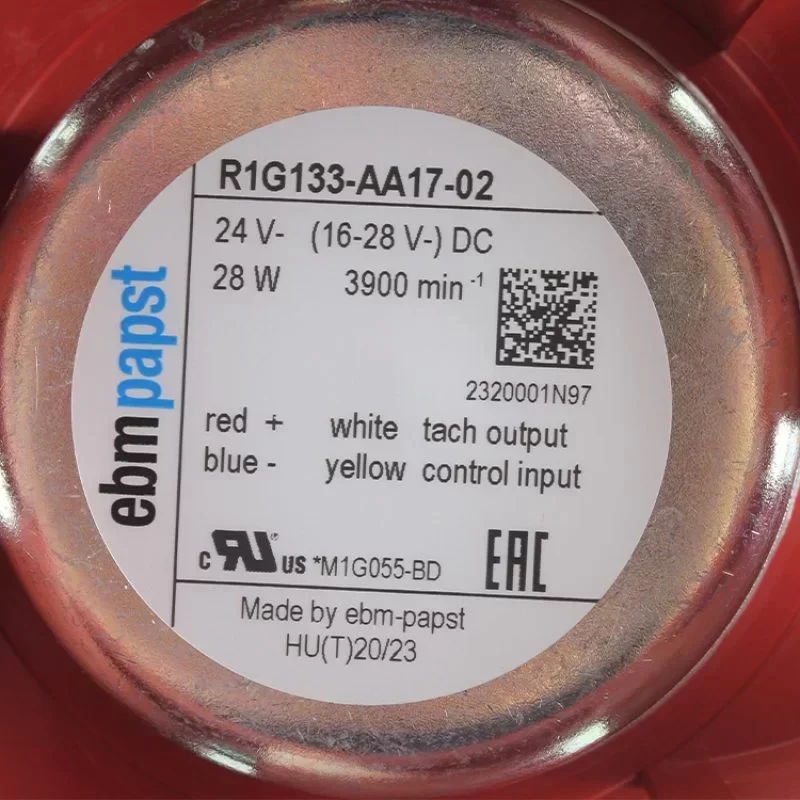 R1G133-AA17-02
24 V- (16-28 V-) DC
28 W 3900 min -1
2320001N97
red + white tach output
blue - yellow control input
c RU ® US *M1G055-BD EAC
Made by ebm-papst
HU(T)20/23
ebmpapst